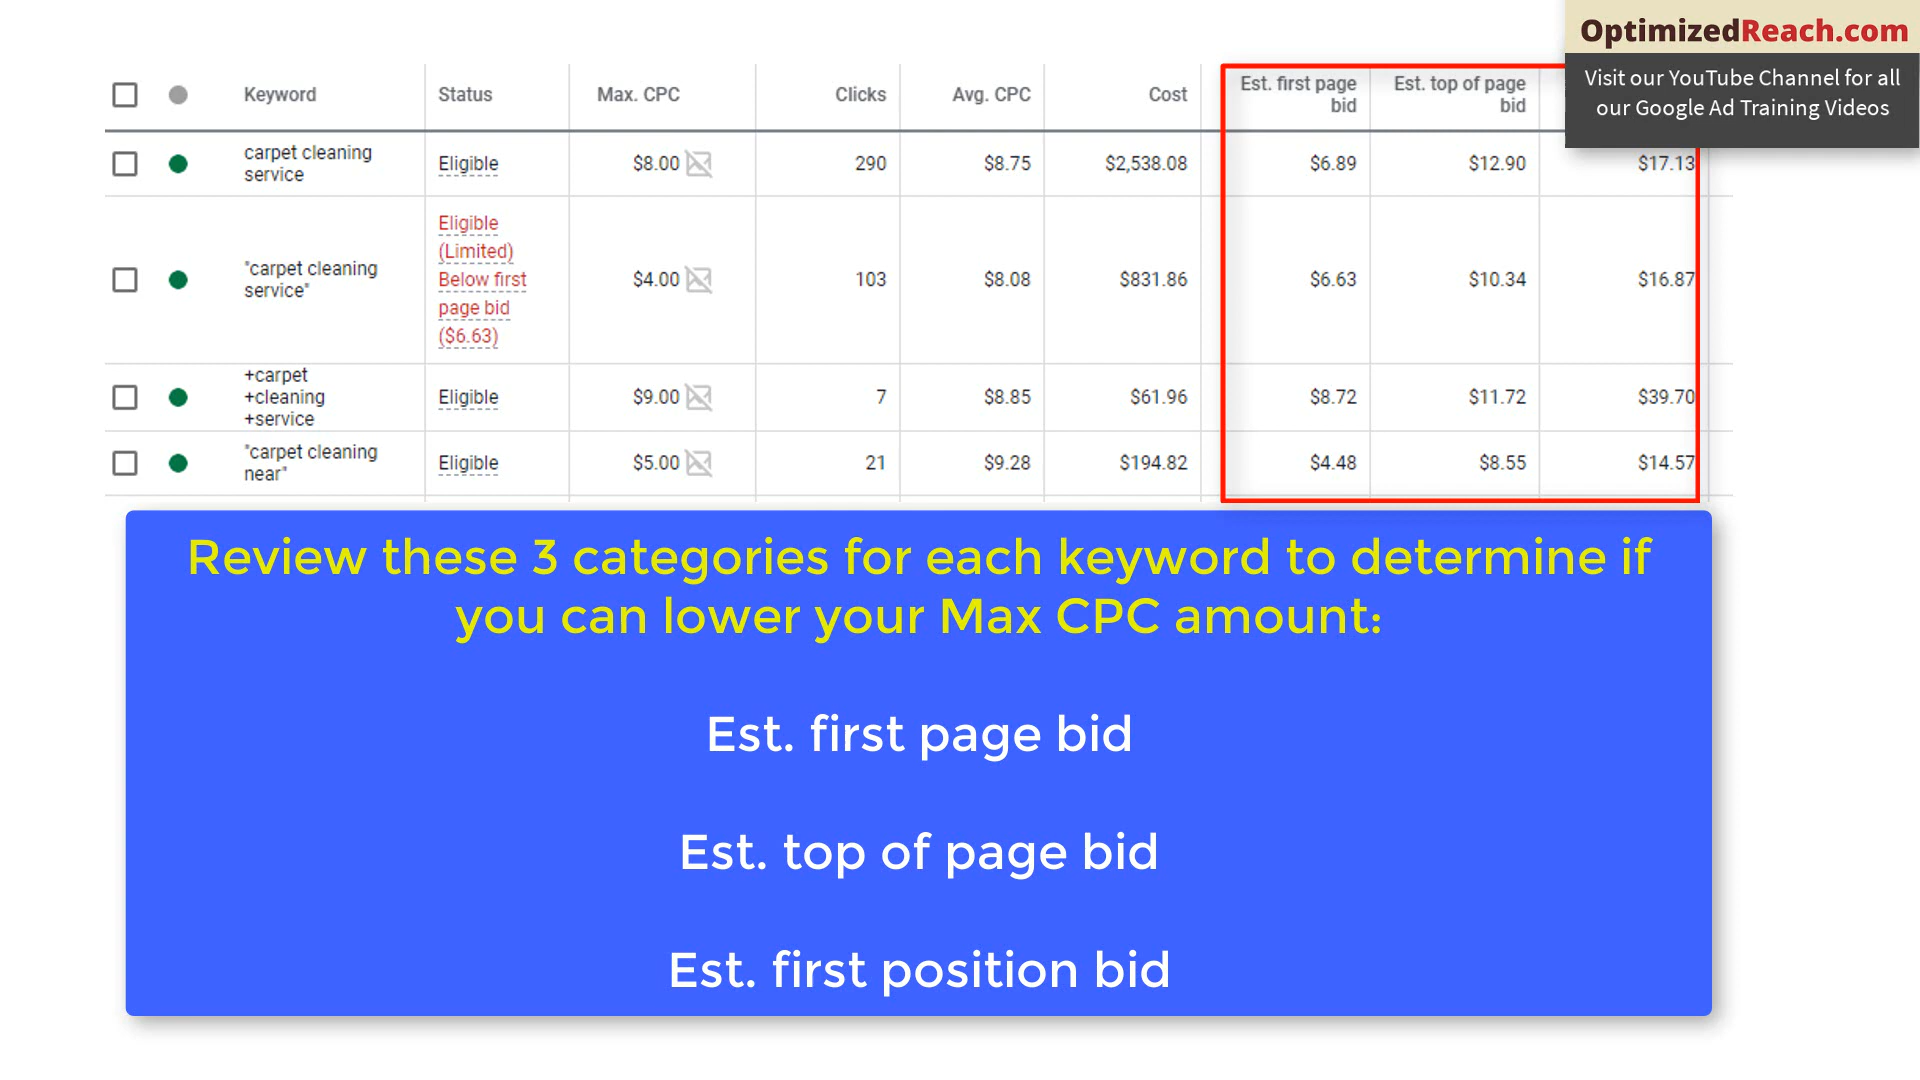 OptimizedReach.com
Visit our YouTube Channel for all
our Google Ad Training Videos
Keyword Status Max. CPC Clicks Avg. CPC Cost Est. first page bid Est. top of page bid
carpet cleaning service Eligible $8.00 290 $8.75 $2,538.08 $6.89 $12.90 $17.13
"carpet cleaning service" Eligible (Limited) Below first page bid ($6.63) $4.00 103 $8.08 $831.86 $6.63 $10.34 $16.87
+carpet +cleaning +service Eligible $9.00 7 $8.85 $61.96 $8.72 $11.72 $39.70
"carpet cleaning near" Eligible $5.00 21 $9.28 $194.82 $4.48 $8.55 $14.57
Review these 3 categories for each keyword to determine if
you can lower your Max CPC amount:
Est. first page bid
Est. top of page bid
Est. first position bid